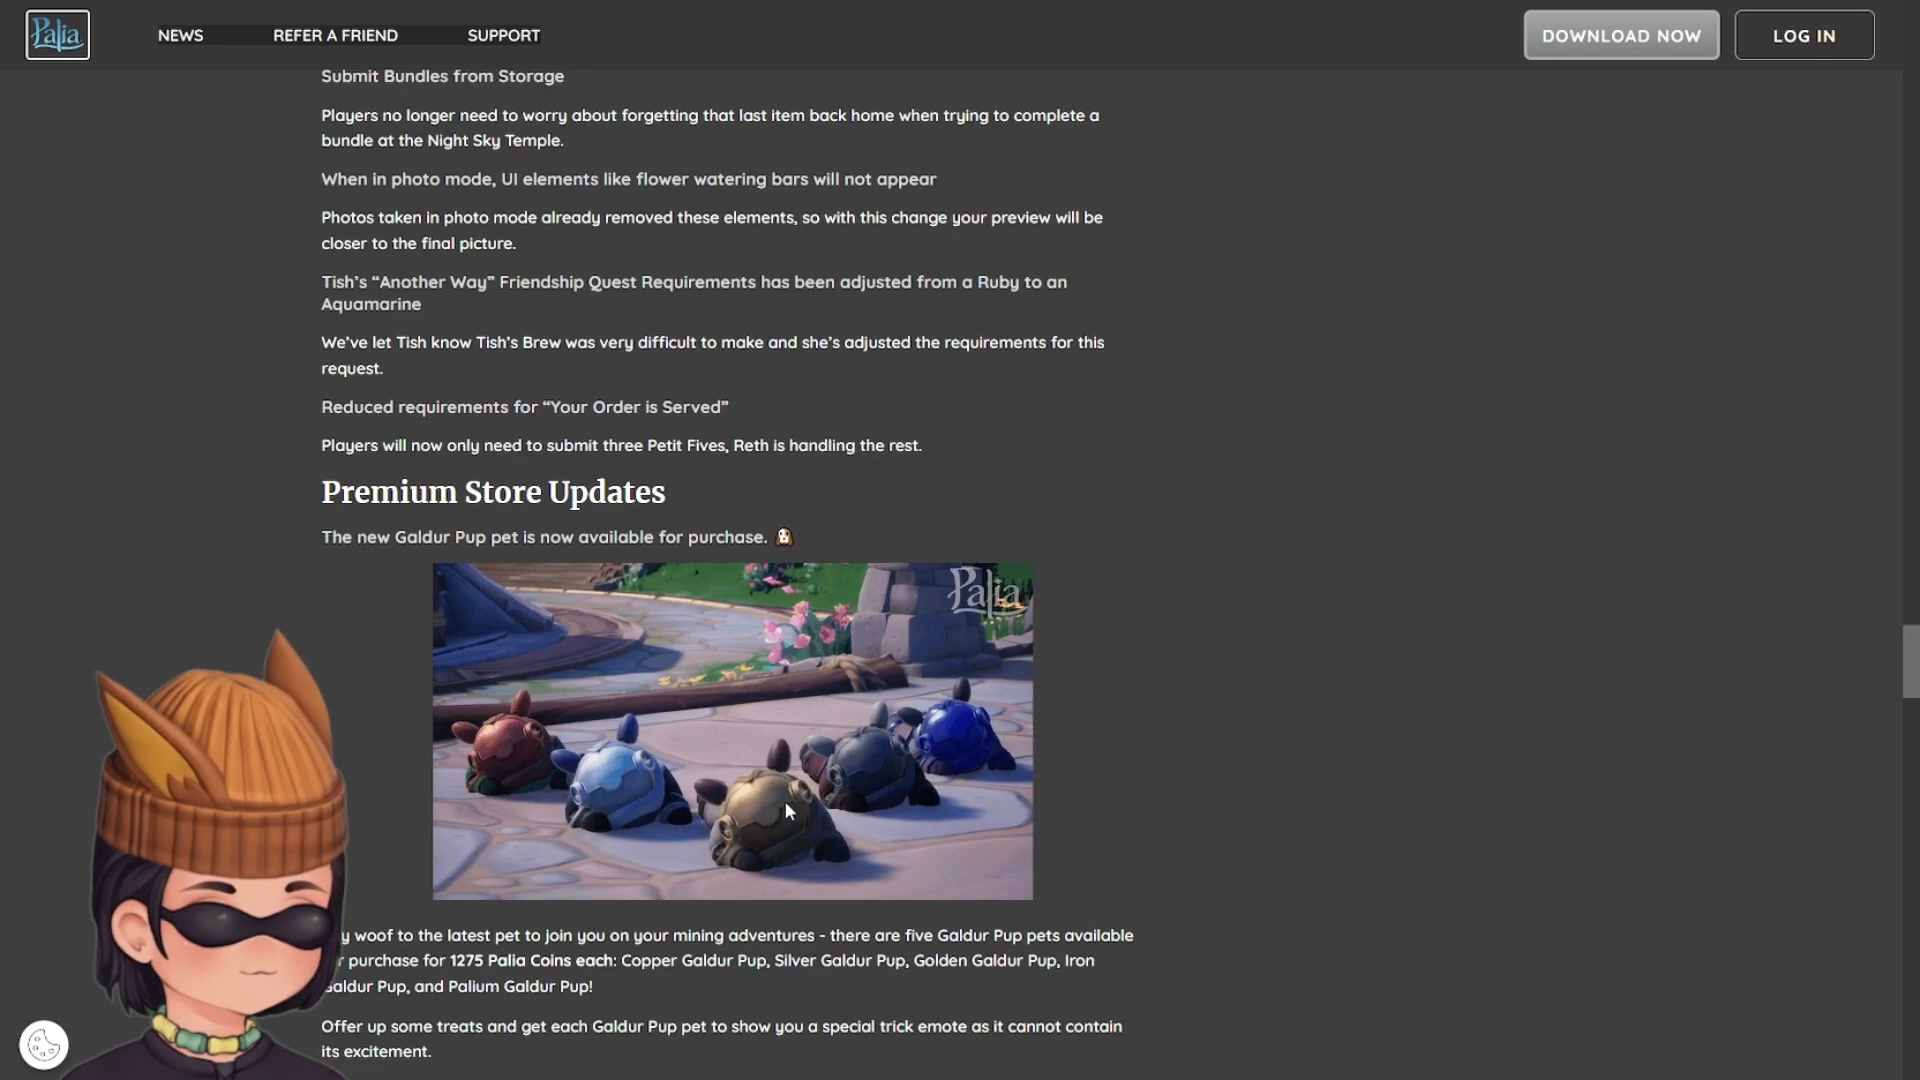 Palia NEWS REFER A FRIEND SUPPORT DOWNLOAD NOW LOG IN
Submit Bundles from Storage
Players no longer need to worry about forgetting that last item back home when trying to complete a
bundle at the Night Sky Temple.
When in photo mode, UI elements like flower watering bars will not appear
Photos taken in photo mode already removed these elements, so with this change your preview will be
closer to the final picture.
Tish’s “Another Way” Friendship Quest Requirements has been adjusted from a Ruby to an
Aquamarine
We’ve let Tish know Tish’s Brew was very difficult to make and she’s adjusted the requirements for this
request.
Reduced requirements for “Your Order is Served”
Players will now only need to submit three Petit Fives, Reth is handling the rest.
Premium Store Updates
The new Galdur Pup pet is now available for purchase.
Palia
y woof to the latest pet to join you on your mining adventures - there are five Galdur Pup pets available
r purchase for 1275 Palia Coins each: Copper Galdur Pup, Silver Galdur Pup, Golden Galdur Pup, Iron
Galdur Pup, and Palium Galdur Pup!
Offer up some treats and get each Galdur Pup pet to show you a special trick emote as it cannot contain
its excitement.